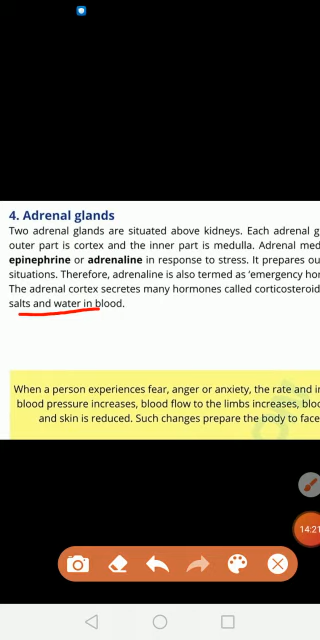 4. Adrenal glands
Two adrenal glands are situated above kidneys. Each adrenal g
outer part is cortex and the inner part is medulla. Adrenal med
epinephrine or adrenaline in response to stress. It prepares ou
situations. Therefore, adrenaline is also termed as ‘emergency hor
The adrenal cortex secretes many hormones called corticosteroid
salts and water in blood.
When a person experiences fear, anger or anxiety, the rate and in
blood pressure increases, blood flow to the limbs increases, bloo
and skin is reduced. Such changes prepare the body to face
14:21